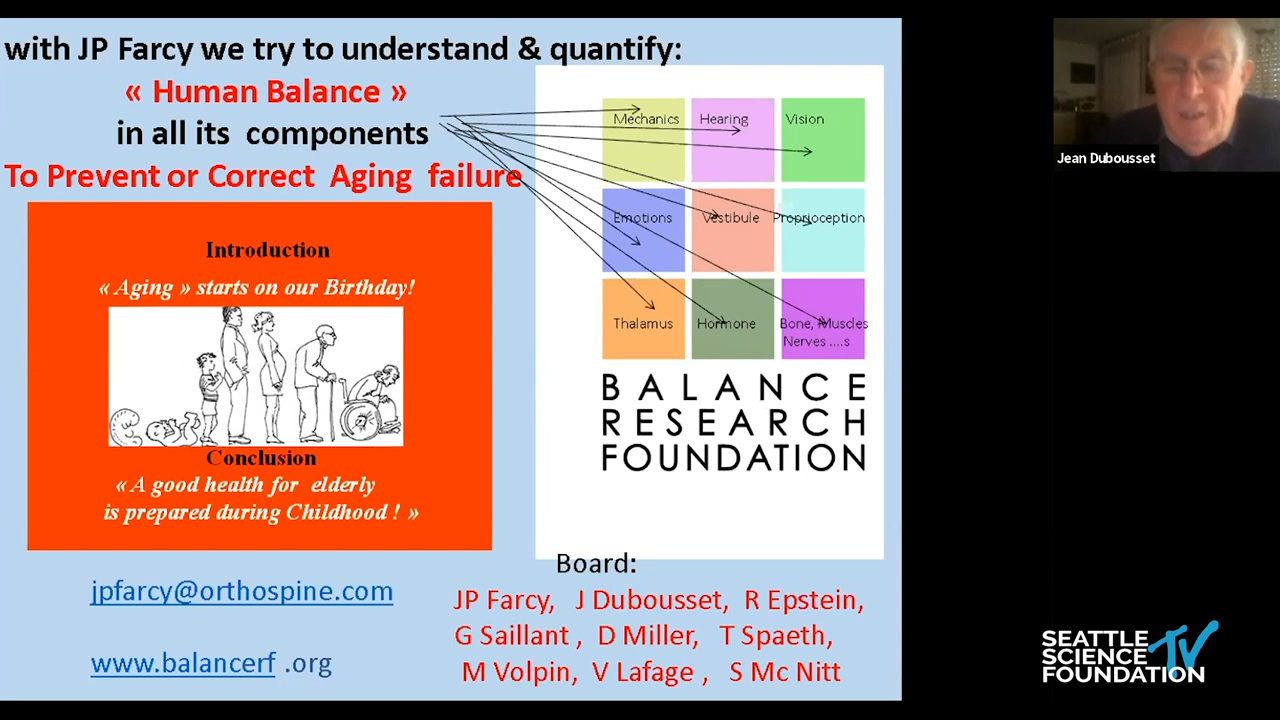 with JP Farcy we try to understand & quantify:
« Human Balance »
in all its components
To Prevent or Correct Aging failure
Introduction
« Aging » starts on our Birthday!
Conclusion
« A good health for elderly
is prepared during Childhood ! »
jpfarcy@orthospine.com
www.balancerf .org
Mechanics
Hearing
Vision
Emotions
Vestibule
Proprioception
Thalamus
Hormone
Bone, Muscles
Nerves ....s
BALANCE
RESEARCH
FOUNDATION
Board:
JP Farcy, J Dubousset, R Epstein,
G Saillant , D Miller, T Spaeth,
M Volpin, V Lafage , S Mc Nitt
Jean Dubousset
SEATTLE
SCIENCE
FOUNDATION
TV